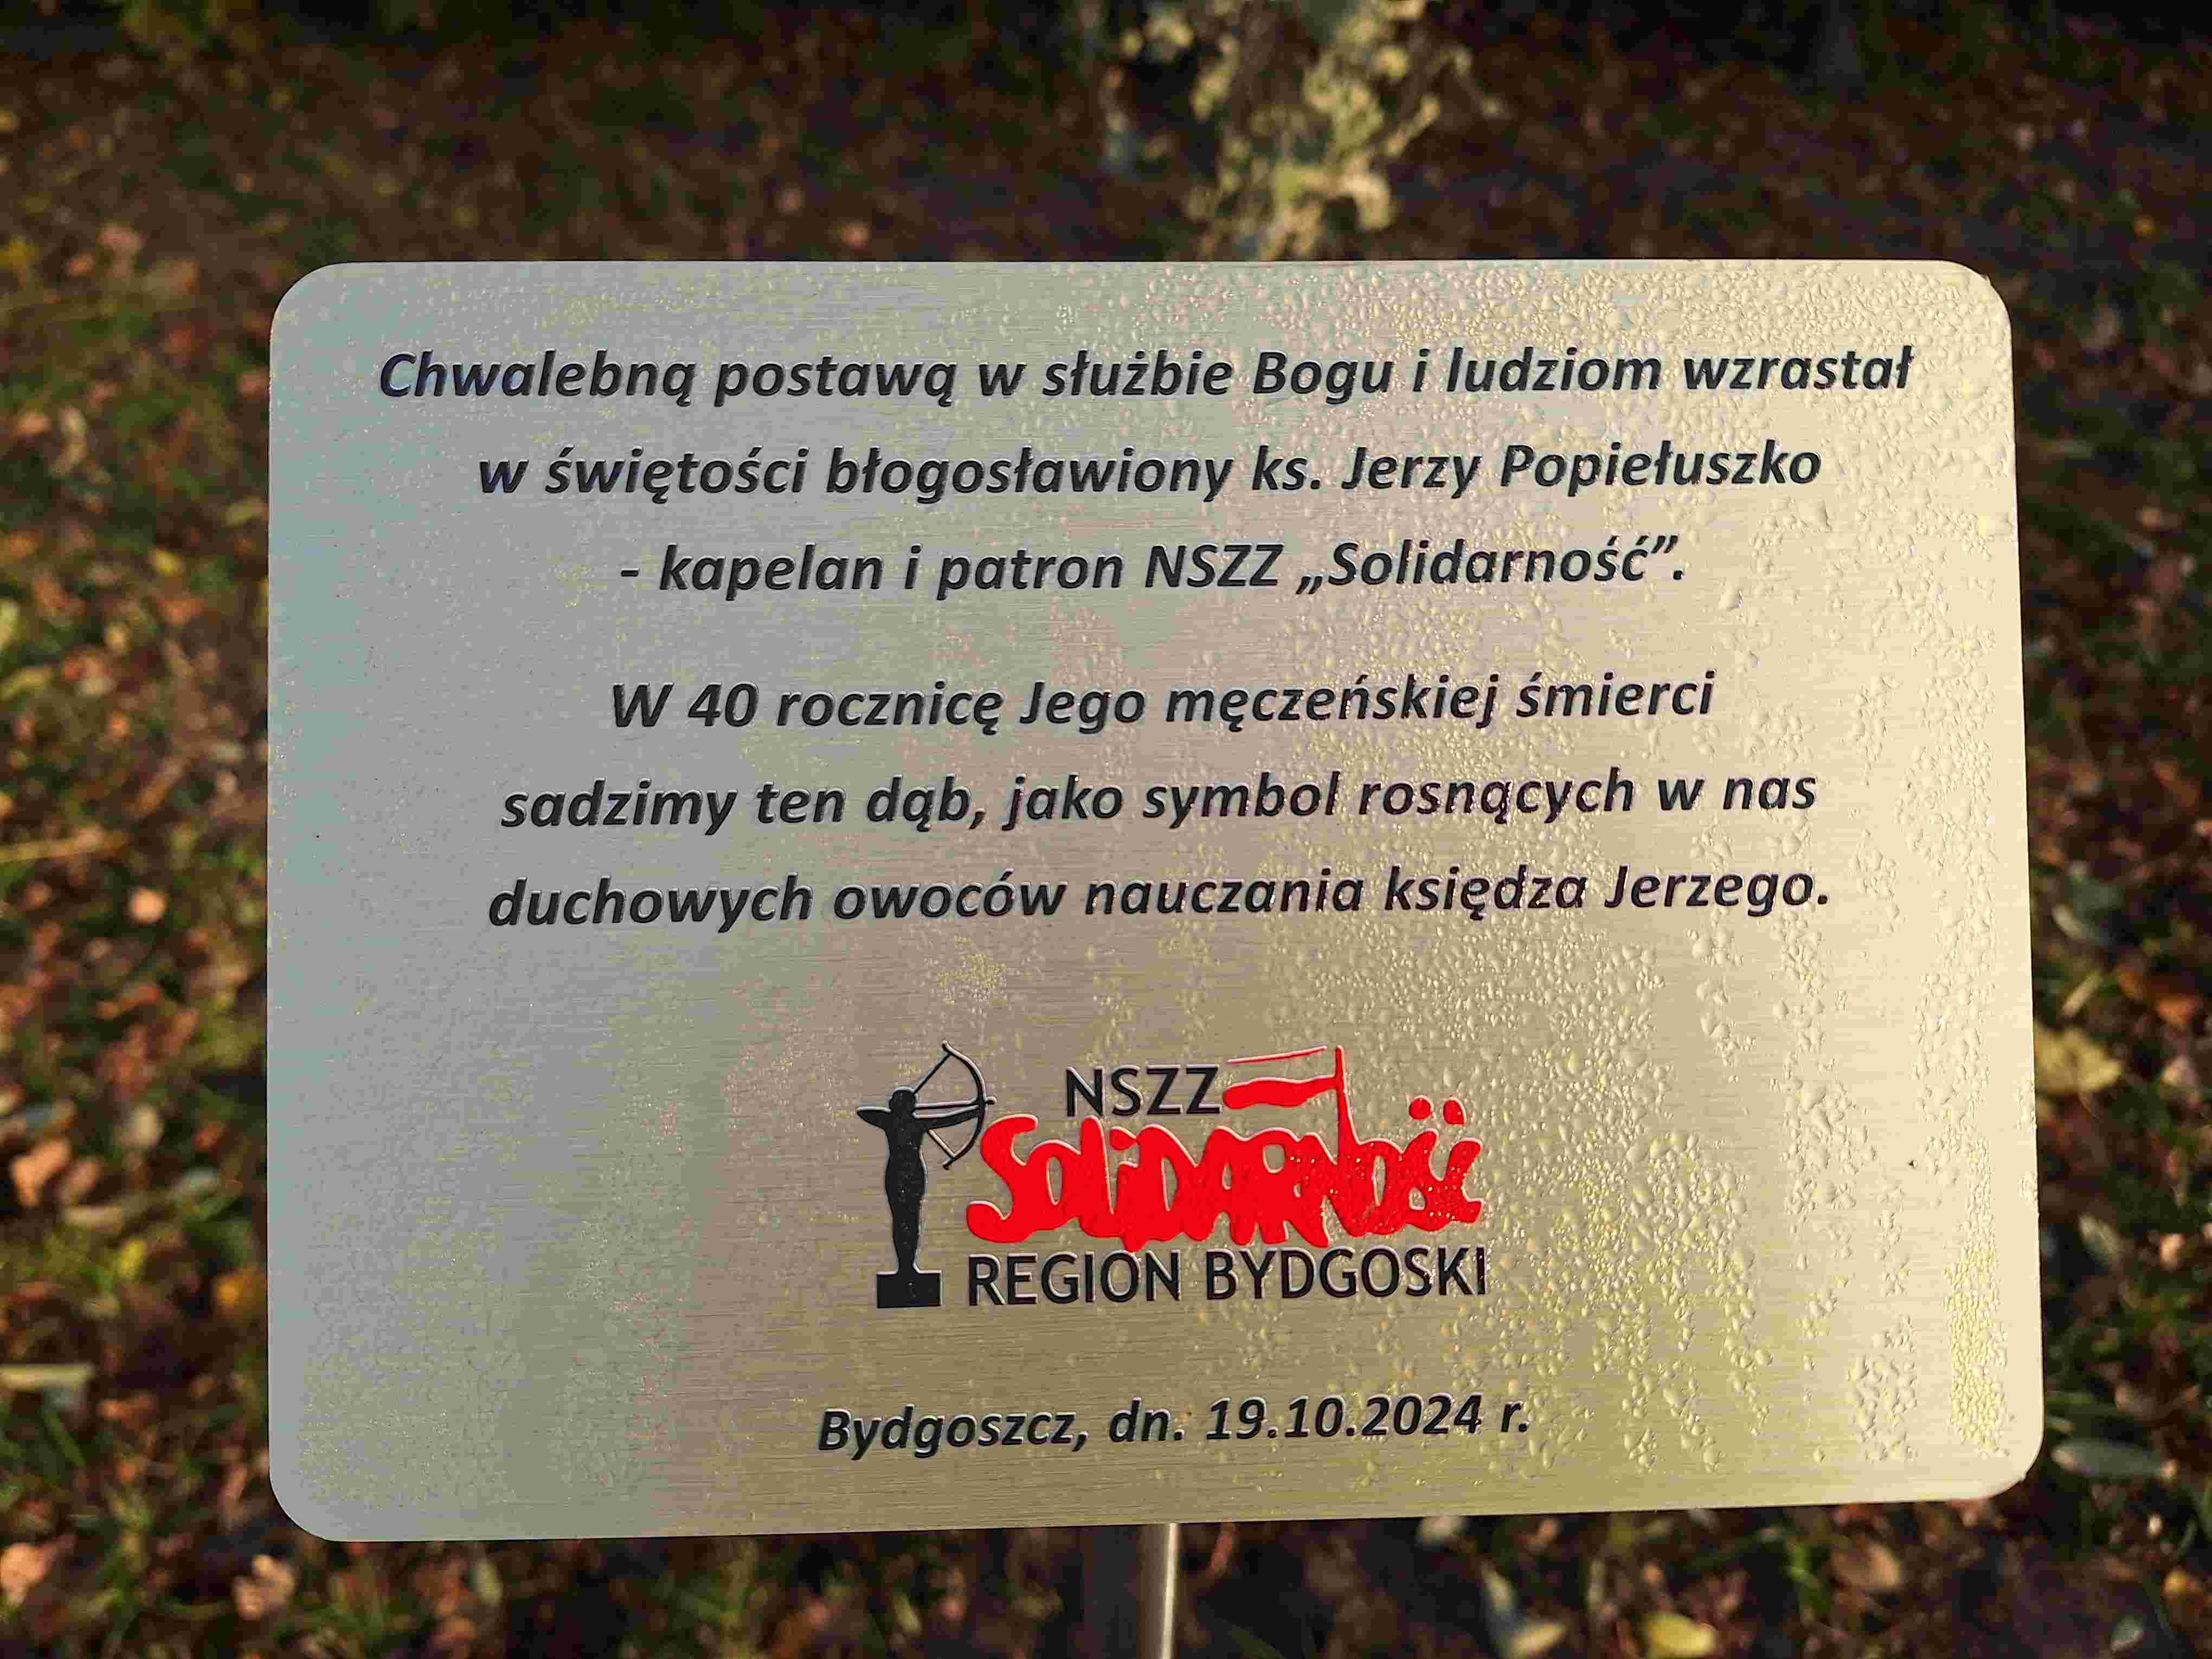 Chwalebną postawą w służbie Bogu i ludziom wzrastał
w świętości błogosławiony ks. Jerzy Popiełuszko
- kapelan i patron NSZZ „Solidarność”.
W 40 rocznicę Jego męczeńskiej śmierci
sadzimy ten dąb, jako symbol rosnących w nas
duchowych owoców nauczania księdza Jerzego.
NSZZ
SOLiDARNOŚĆ
REGION BYDGOSKI
Bydgoszcz, dn. 19.10.2024 r.